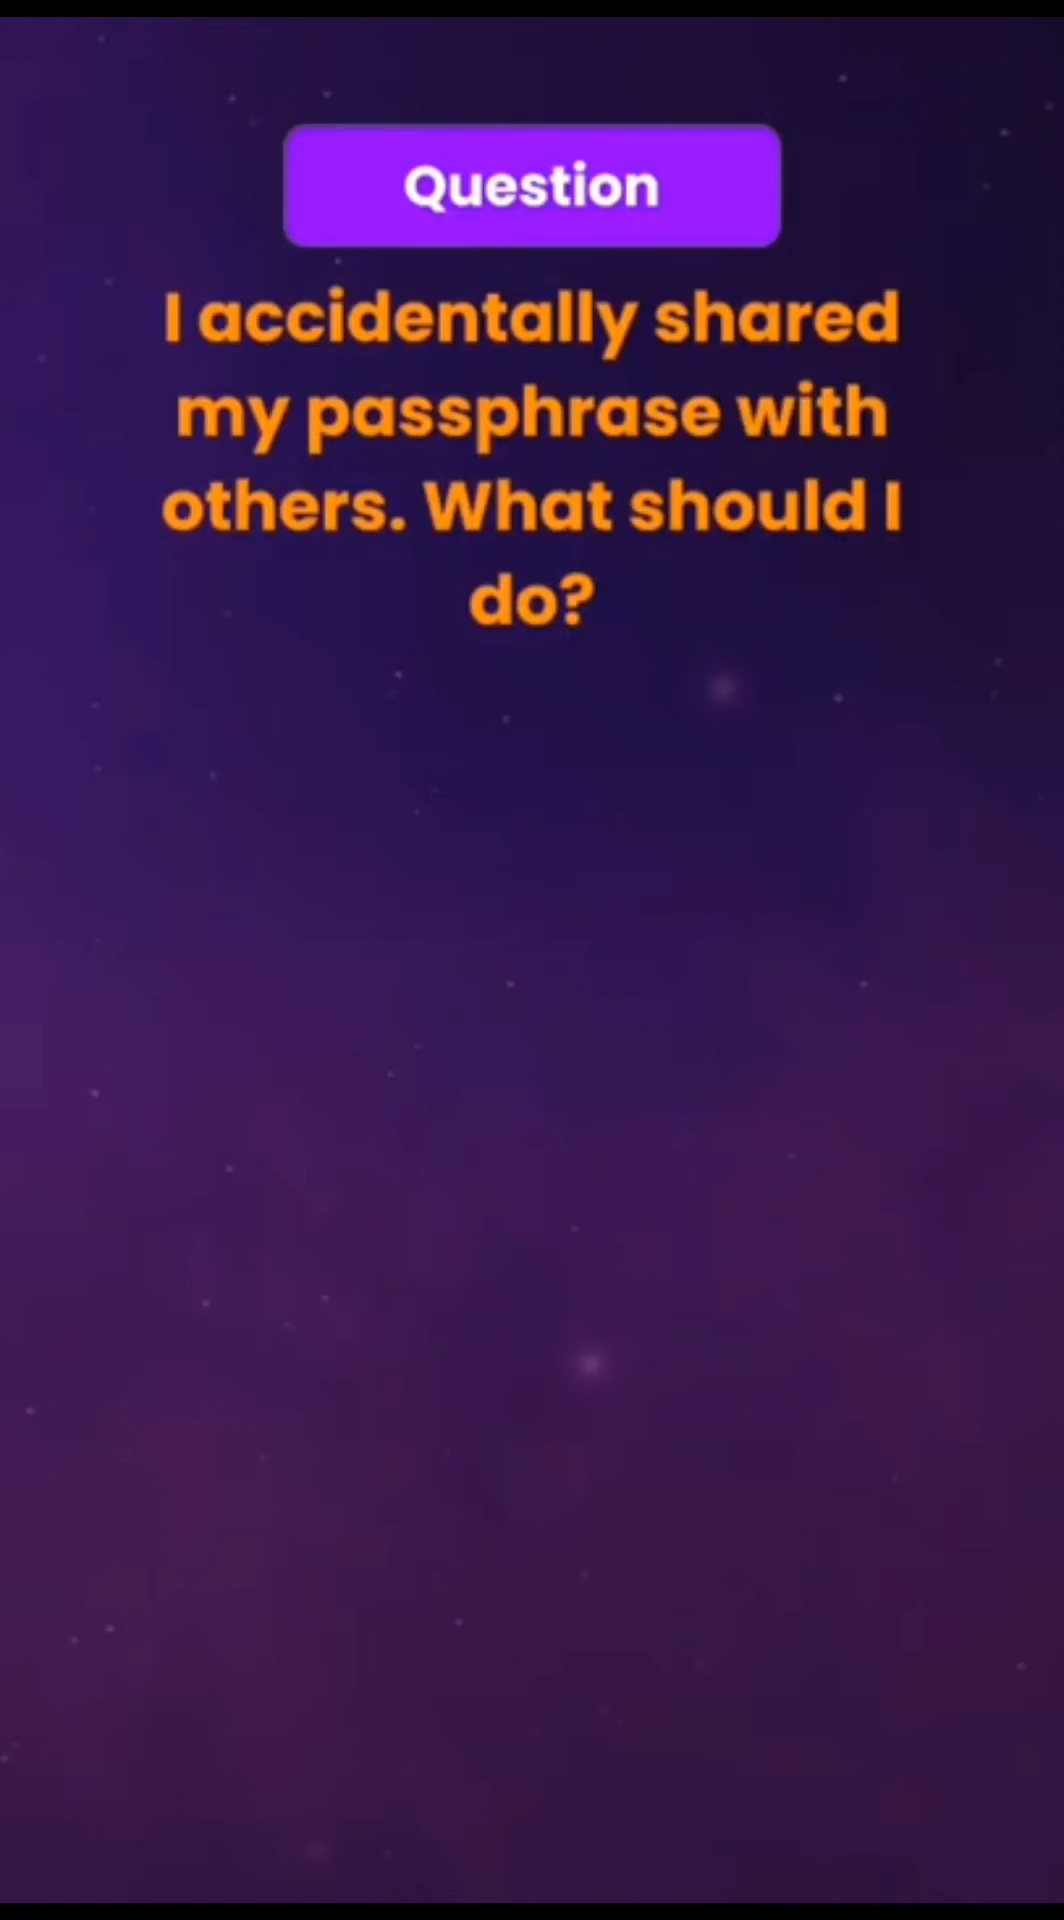 Question
I accidentally shared
my passphrase with
others. What should I
do?